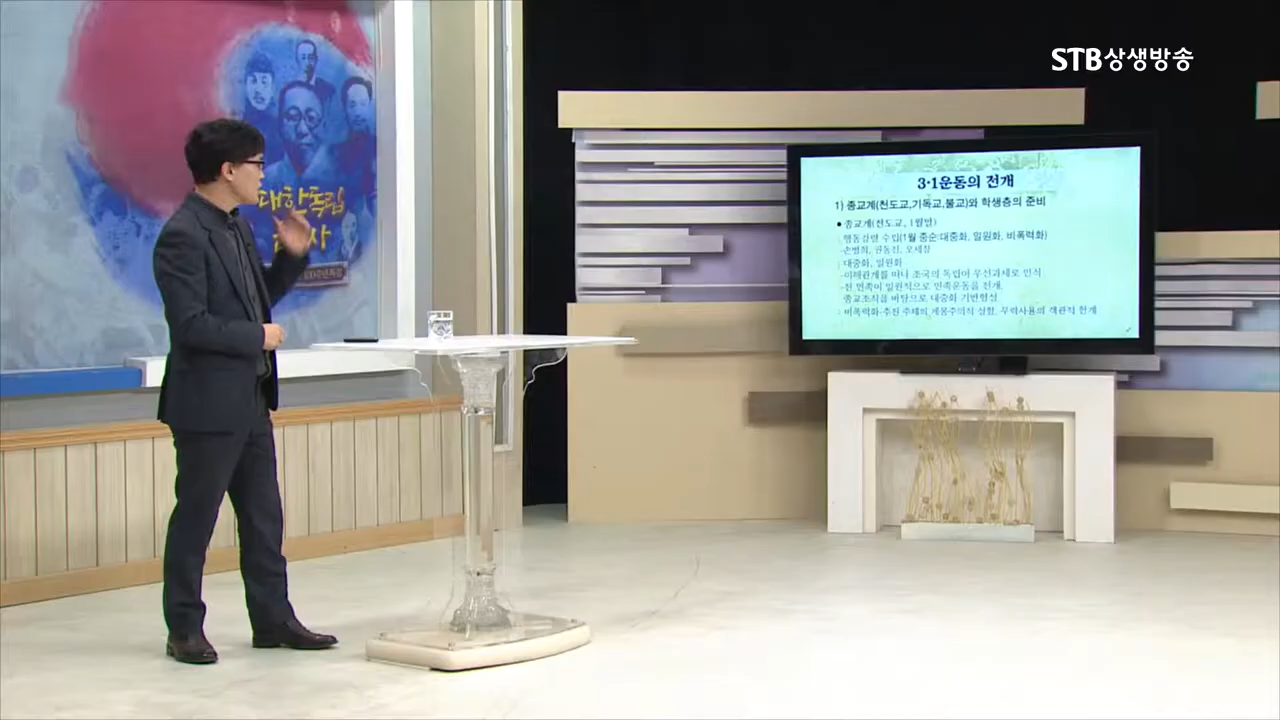 STB상생방송
대한독립
100주년특집
3·1운동의 전개
1) 종교계(천도교,기독교,불교)와 학생층의 준비
● 종교계(천도교, 1월말)
: 행동강령 수립(1월 중순:대중화, 일원화, 비폭력화)
-손병희, 권동진, 오세창
: 대중화, 일원화
-이해관계를 떠나 조국의 독립이 우선과제로 인식
-전 민족이 일원적으로 민족운동을 전개.
종교조직을 바탕으로 대중화 기반형성
: 비폭력화-추진 주체의 계몽주의적 성향, 무력사용의 객관적 한계